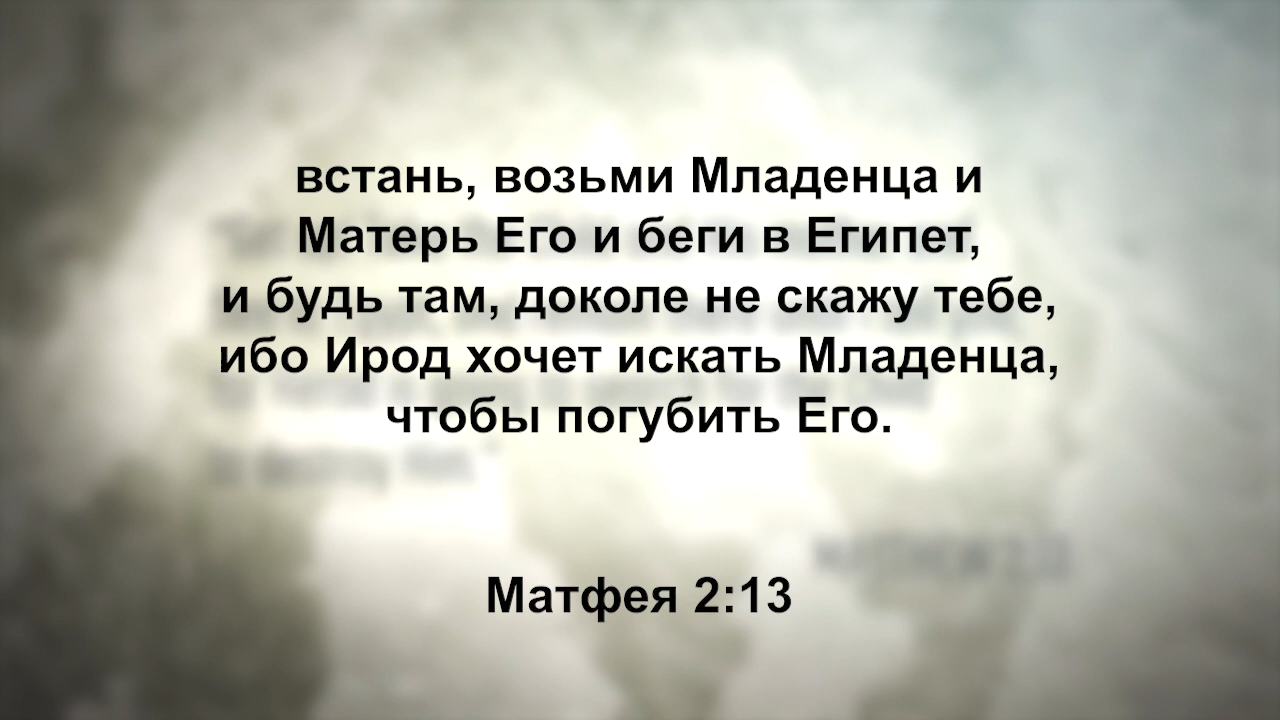 встань, возьми Младенца и
Матерь Его и беги в Египет,
и будь там, доколе не скажу тебе,
ибо Ирод хочет искать Младенца,
чтобы погубить Его.
Матфея 2:13